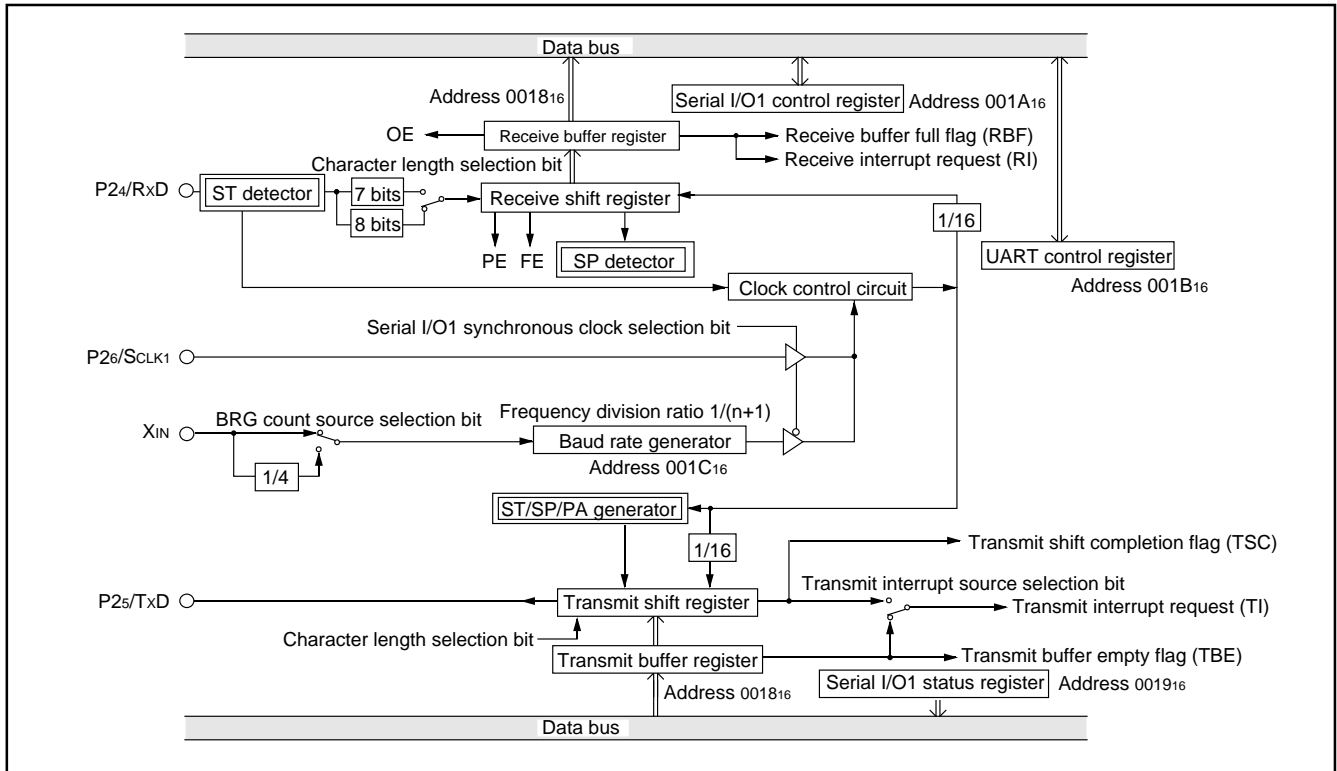 Data bus
Address 001816
Serial I/O1 control register
Address 001A16
OE
Receive buffer register
Receive buffer full flag (RBF)
Receive interrupt request (RI)
Character length selection bit
P24/RXD
ST detector
7 bits
8 bits
Receive shift register
1/16
PE
FE
SP detector
UART control register
Address 001B16
Clock control circuit
Serial I/O1 synchronous clock selection bit
P26/SCLK1
XIN
BRG count source selection bit
1/4
Frequency division ratio 1/(n+1)
Baud rate generator
Address 001C16
ST/SP/PA generator
1/16
Transmit shift completion flag (TSC)
Transmit interrupt source selection bit
P25/TXD
Transmit shift register
Transmit interrupt request (TI)
Character length selection bit
Transmit buffer register
Transmit buffer empty flag (TBE)
Address 001816
Serial I/O1 status register
Address 001916
Data bus